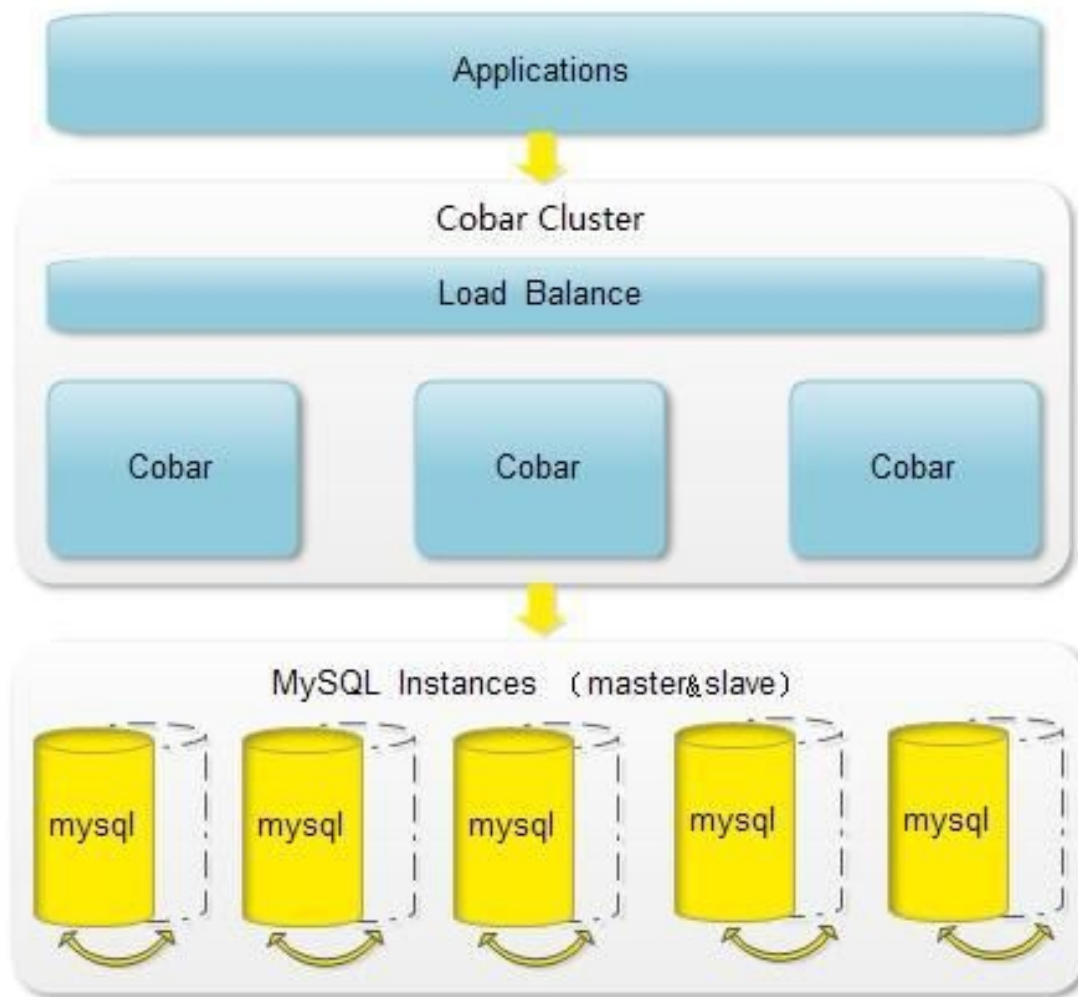 Applications
Cobar Cluster
Load Balance
Cobar Cobar Cobar
MySQL Instances （master&slave）
mysql mysql mysql mysql mysql